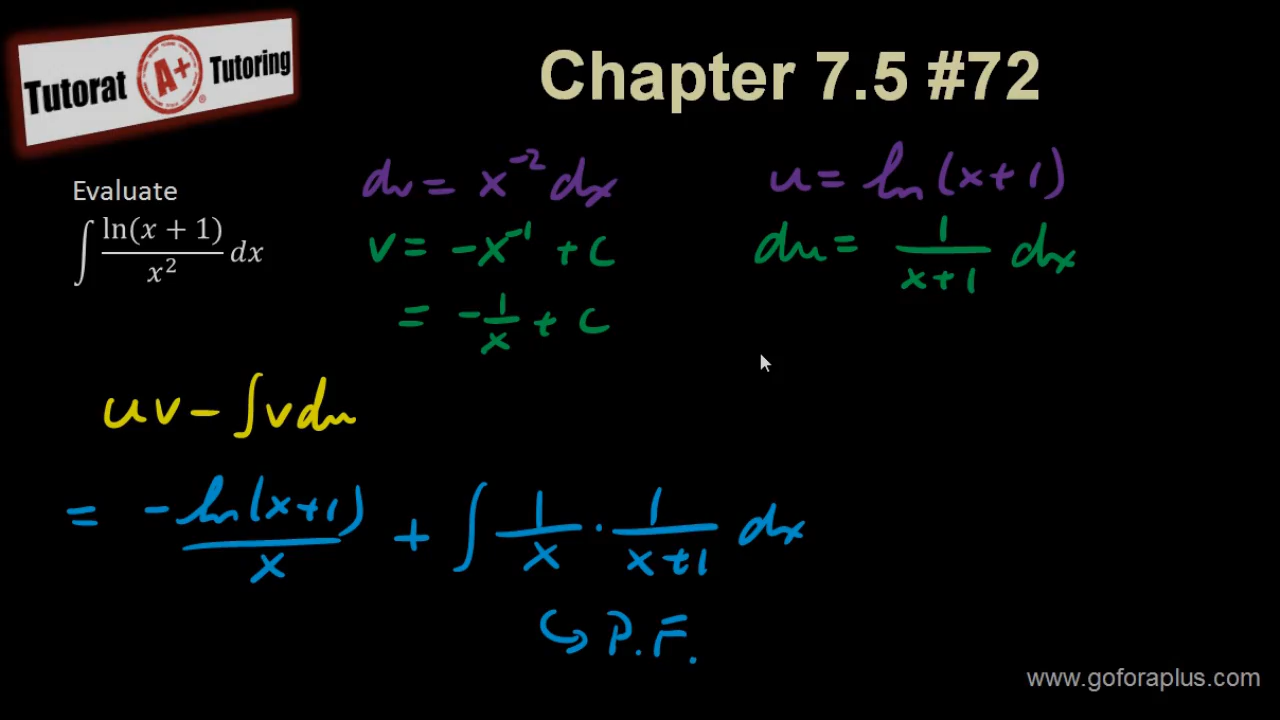 Tutorat A+ Tutoring
Chapter 7.5 #72
Evaluate
∫ ln(x + 1)/x² dx
dv = x⁻² dx
v = -x⁻¹ + c
= -1/x + c
u = ln(x+1)
du = 1/(x+1) dx
uv - ∫v du
= -ln(x+1)/x + ∫ 1/x · 1/(x+1) dx
↳ P.F.
www.goforaplus.com